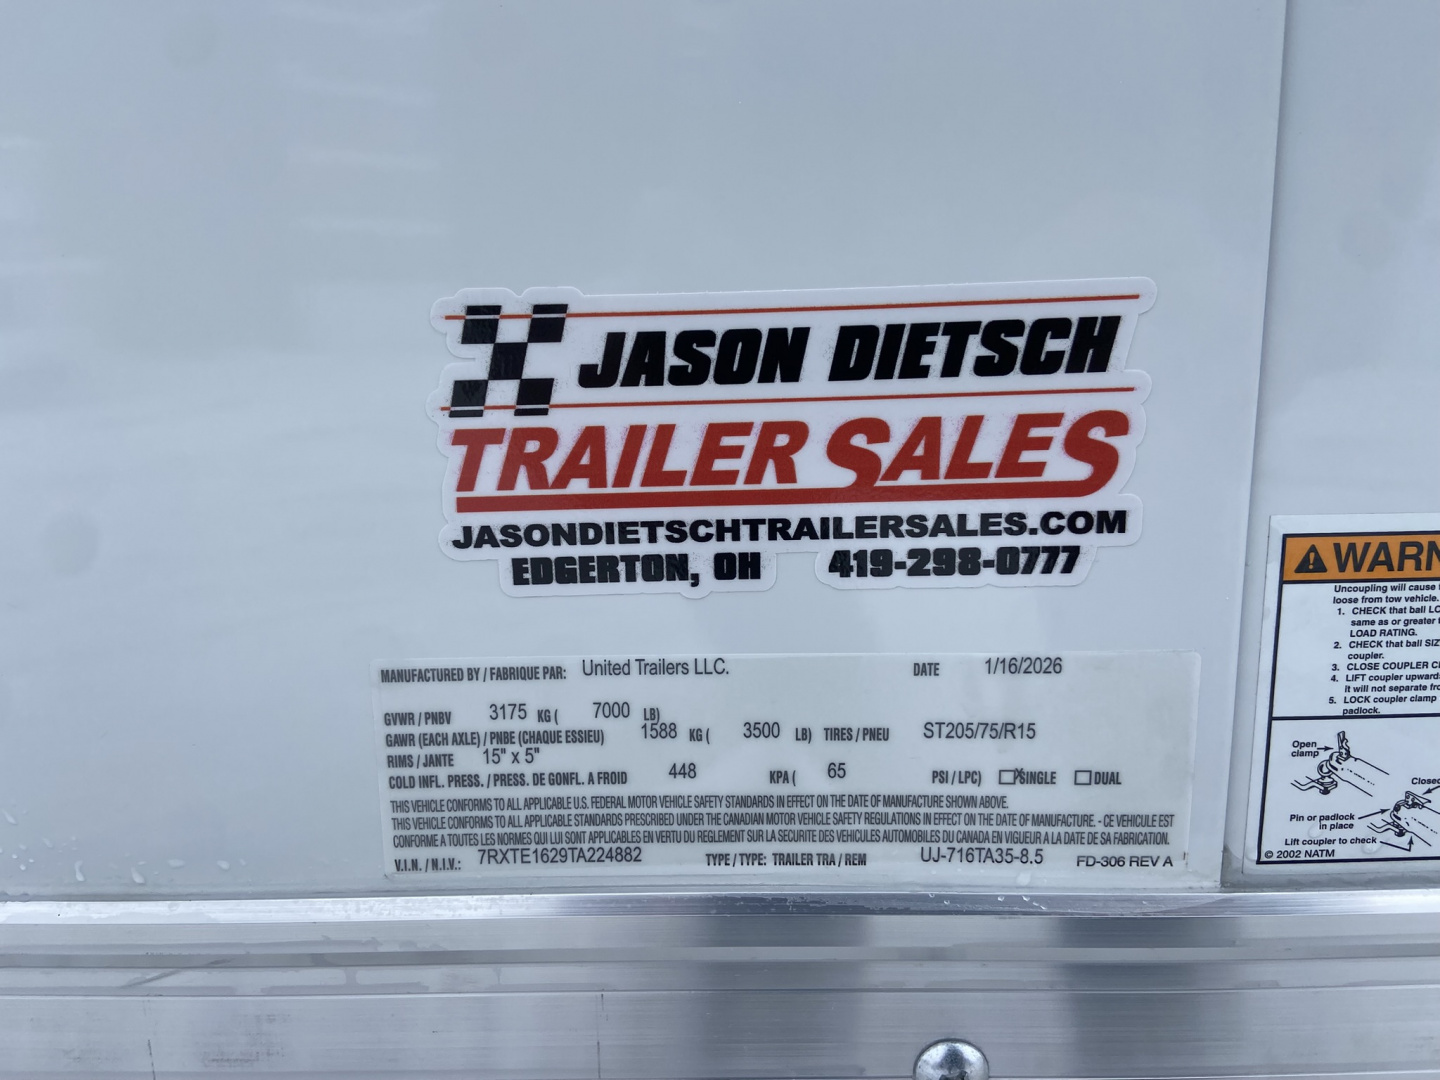 JASON DIETSCH
TRAILER SALES
JASONDIETSCHTRAILERSALES.COM
EDGERTON, OH 419-298-0777
MANUFACTURED BY / FABRIQUE PAR: United Trailers LLC. DATE 1/16/2026
GVWR / PNBV 3175 KG ( 7000 LB)
GAWR (EACH AXLE) / PNBE (CHAQUE ESSIEU) 1588 KG ( 3500 LB) TIRES / PNEU ST205/75/R15
RIMS / JANTE 15" x 5"
COLD INFL. PRESS. / PRESS. DE GONFL. A FROID 448 KPA ( 65 PSI / LPC) X SINGLE DUAL
THIS VEHICLE CONFORMS TO ALL APPLICABLE U.S. FEDERAL MOTOR VEHICLE SAFETY STANDARDS IN EFFECT ON THE DATE OF MANUFACTURE SHOWN ABOVE.
THIS VEHICLE CONFORMS TO ALL APPLICABLE STANDARDS PRESCRIBED UNDER THE CANADIAN MOTOR VEHICLE SAFETY REGULATIONS IN EFFECT ON THE DATE OF MANUFACTURE. - CE VEHICULE EST
CONFORME A TOUTES LES NORMES QUI LUI SONT APPLICABLES EN VERTU DU REGLEMENT SUR LA SECURITE DES VEHICULES AUTOMOBILES DU CANADA EN VIGUEUR A LA DATE DE SA FABRICATION.
V.I.N. / N.I.V.: 7RXTE1629TA224882 TYPE / TYPE: TRAILER TRA / REM UJ-716TA35-8.5 FD-306 REV A
WARN
Uncoupling will cause
loose from tow vehicle.
1. CHECK that ball LO
same as or greater
LOAD RATING.
2. CHECK that ball SIZ
coupler.
3. CLOSE COUPLER C
4. LIFT coupler upward
It will not separate fro
5. LOCK coupler clamp
padlock.
Open
clamp
Closed
Pin or padlock
in place
Lift coupler to check
© 2002 NATM